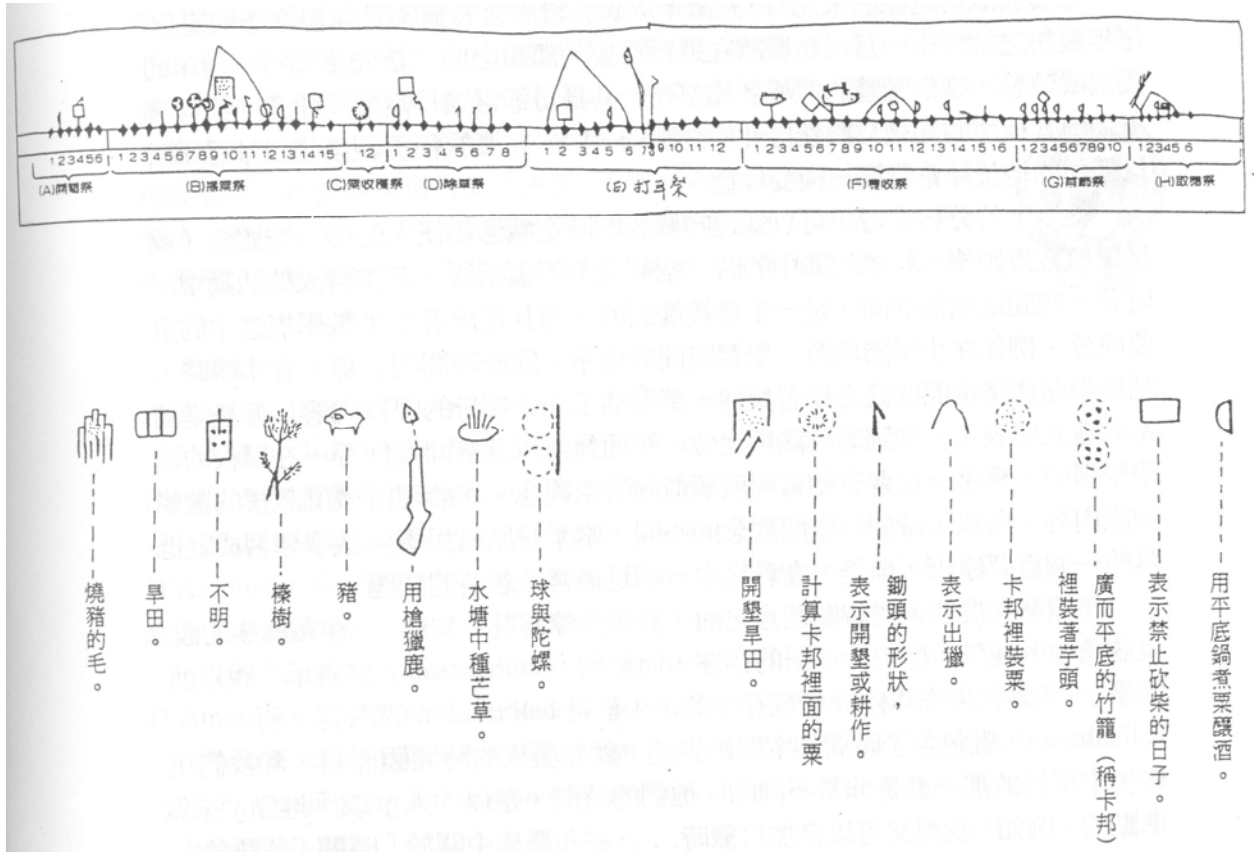 123456
1 2 3 4 5 6 7 8 9 10 11 12 13 14 15
12
1 2 3 4 5 6 7 8
1 2 3 4 5 6 7 8 9 10 11 12
1 2 3 4 5 6 7 8 9 10 11 12 13 14 15 16
1 2 3 4 5 6 7 8 9 10
1 2 3 4 5 6
(A)開墾祭
(B)播粟祭
(C)粟收穫祭
(D)除草祭
(E)打耳祭
(F)豐收祭
(G)首飾祭
用平底鍋者粟釀酒。
表示禁止砍柴的日子。
廣而平底的竹籠（稱卡邦）
裡裝著芋頭。
卡邦裡裝粟。
表示出獵。
鋤頭的形狀，
表示開墾或耕作。
計算卡邦裡面的粟
開墾旱田。
球與陀螺。
水塘中種芒草。
用槍獵鹿。
豬。
榛樹。
不明。
旱田。
燒豬的毛。